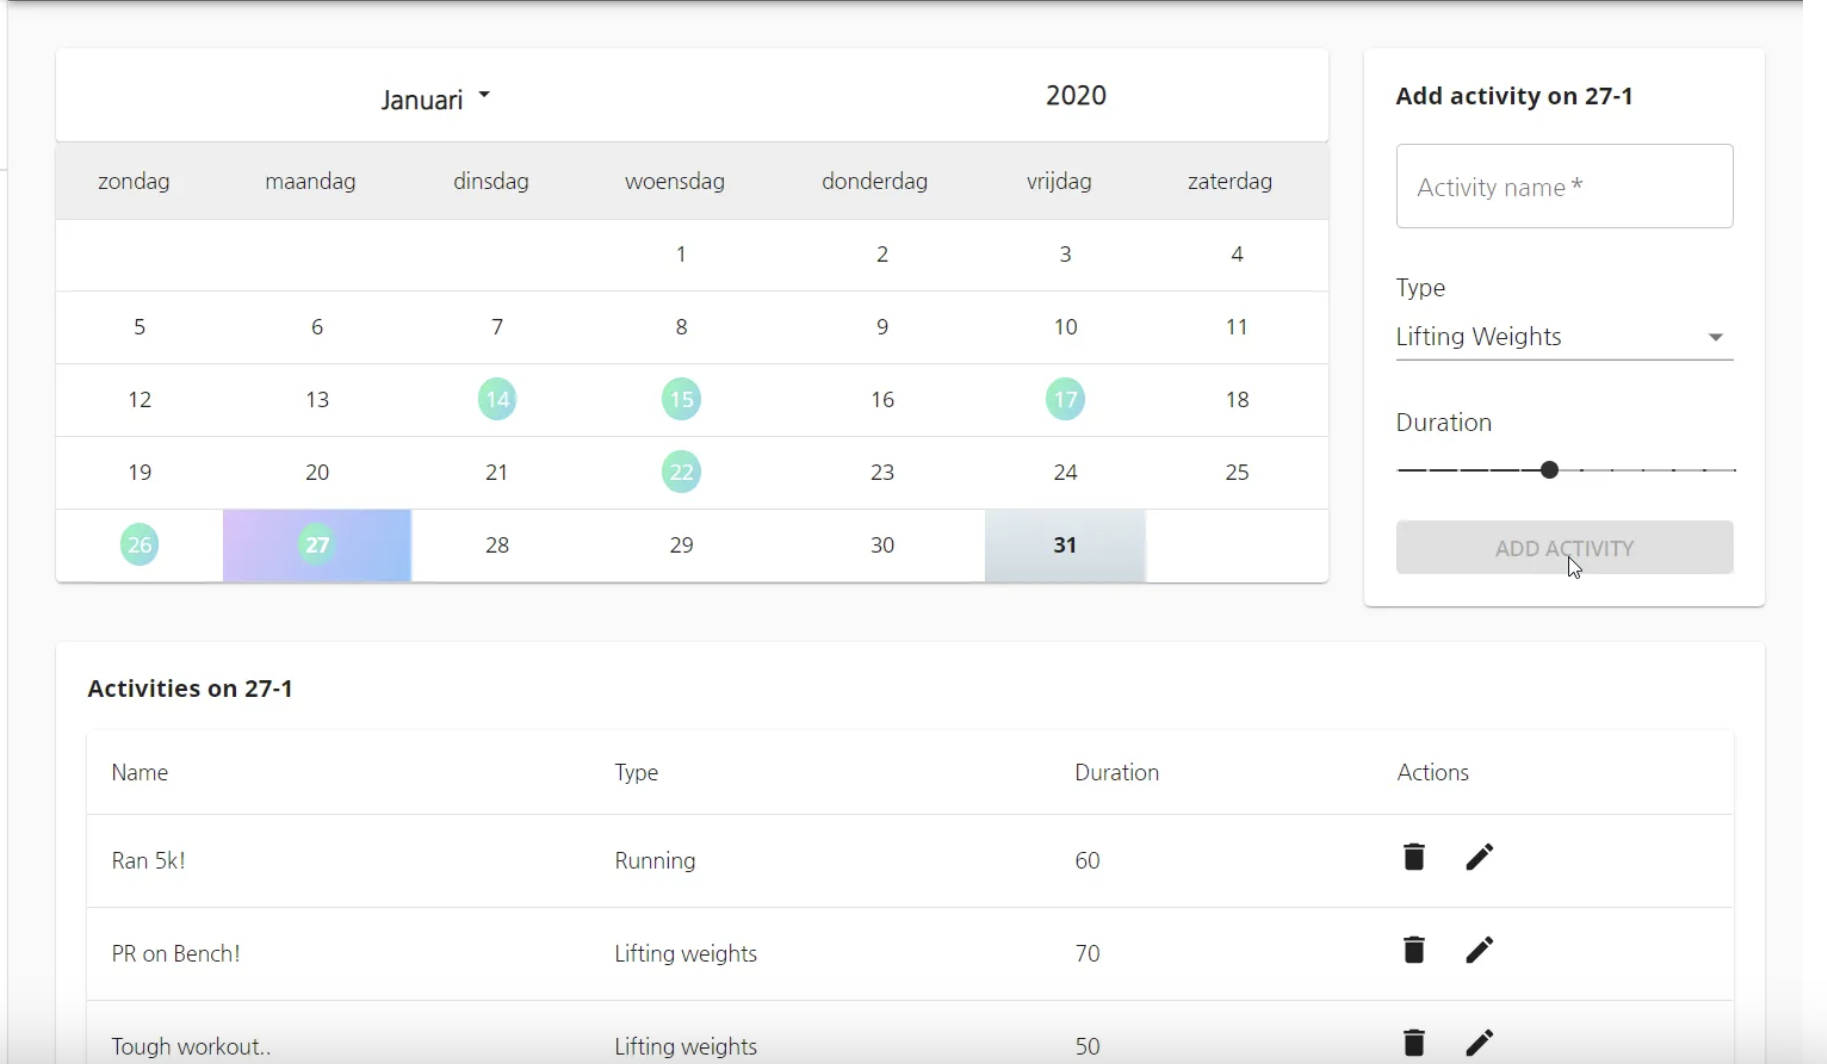 Januari 2020
zondag maandag dinsdag woensdag donderdag vrijdag zaterdag
1 2 3 4
5 6 7 8 9 10 11
12 13 14 15 16 17 18
19 20 21 22 23 24 25
26 27 28 29 30 31
Add activity on 27-1
Activity name *
Type
Lifting Weights
Duration
ADD ACTIVITY
Activities on 27-1
Name Type Duration Actions
Ran 5k! Running 60
PR on Bench! Lifting weights 70
Tough workout.. Lifting weights 50